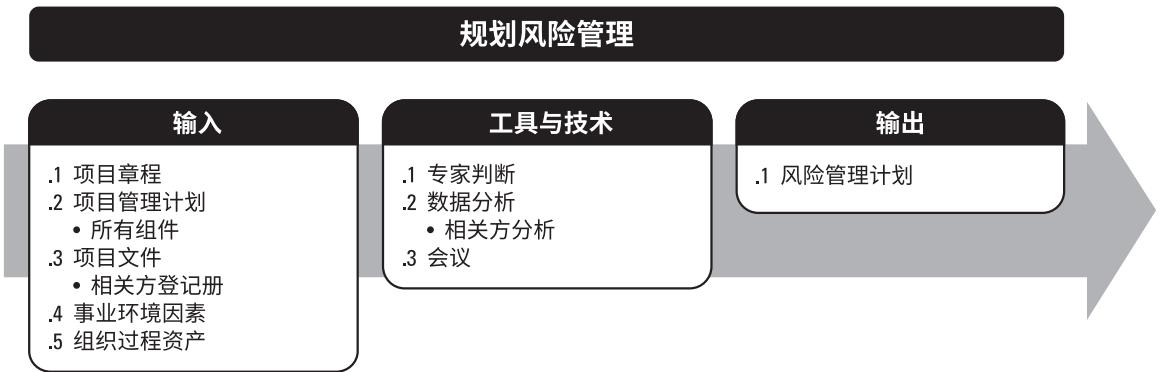 规划风险管理
输入
.1 项目章程
.2 项目管理计划
• 所有组件
.3 项目文件
• 相关方登记册
.4 事业环境因素
.5 组织过程资产
工具与技术
.1 专家判断
.2 数据分析
• 相关方分析
.3 会议
输出
.1 风险管理计划